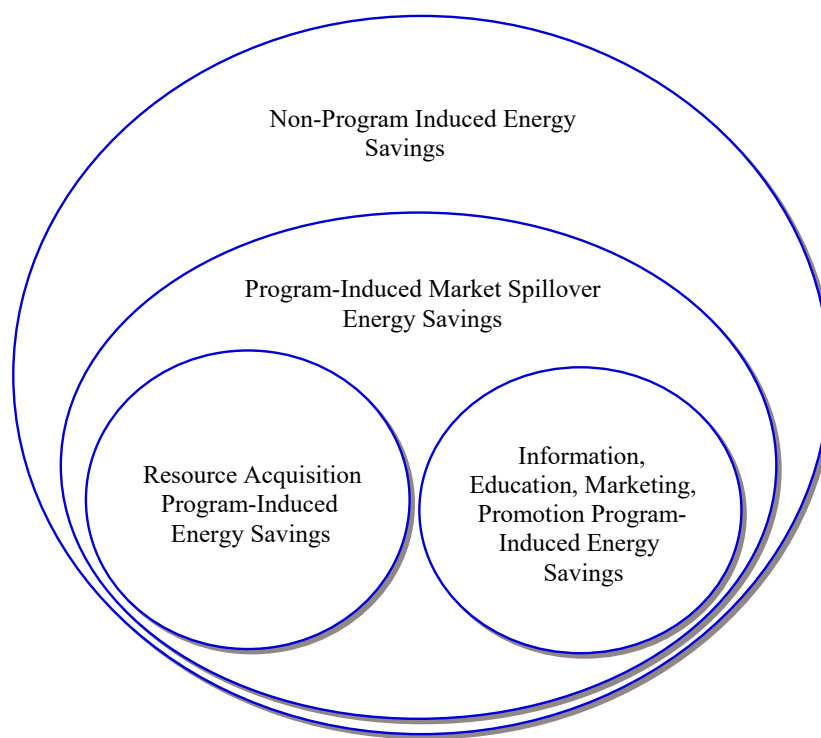 Non-Program Induced Energy
Savings
Program-Induced Market Spillover
Energy Savings
Resource Acquisition
Program-Induced
Energy Savings
Information,
Education, Marketing,
Promotion Program-
Induced Energy
Savings